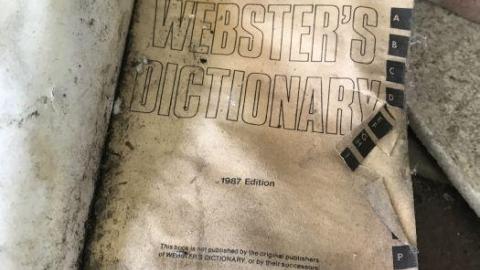 WEBSTER'S
DICTIONARY
A
B
C
D
1987 Edition
This book is not published by the original publishers
of WEBSTER'S DICTIONARY, or by their successors
P